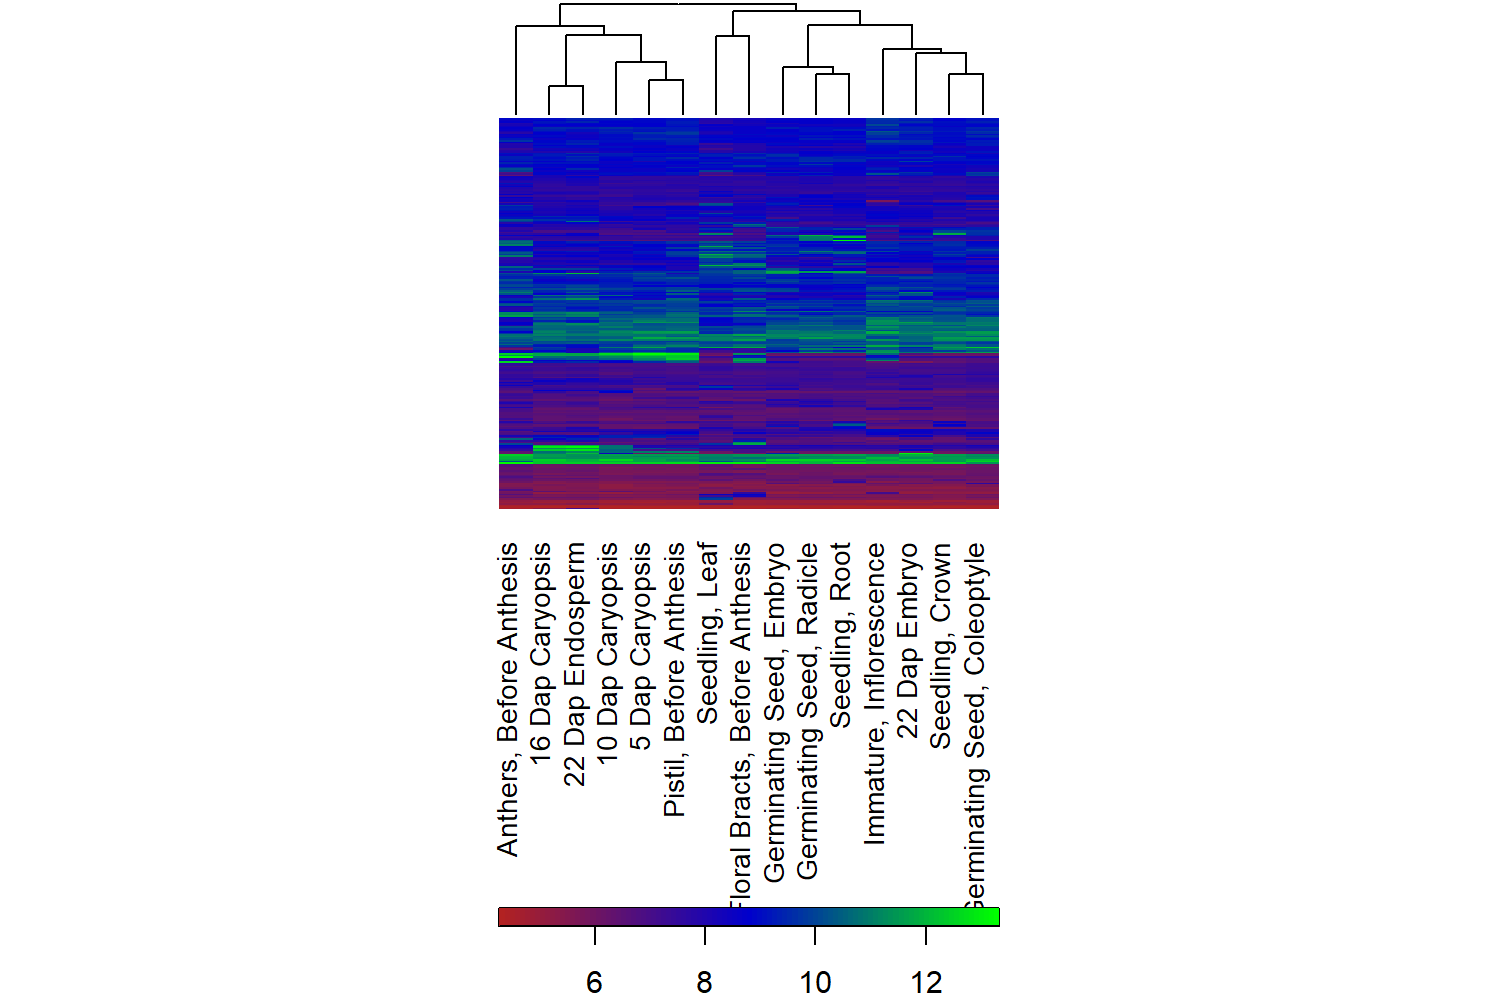 Anthers, Before Anthesis
16 Dap Caryopsis
22 Dap Endosperm
10 Dap Caryopsis
5 Dap Caryopsis
Pistil, Before Anthesis
Seedling, Leaf
Floral Bracts, Before Anthesis
Germinating Seed, Embryo
Germinating Seed, Radicle
Seedling, Root
Immature, Inflorescence
22 Dap Embryo
Seedling, Crown
Germinating Seed, Coleoptyle
6 8 10 12